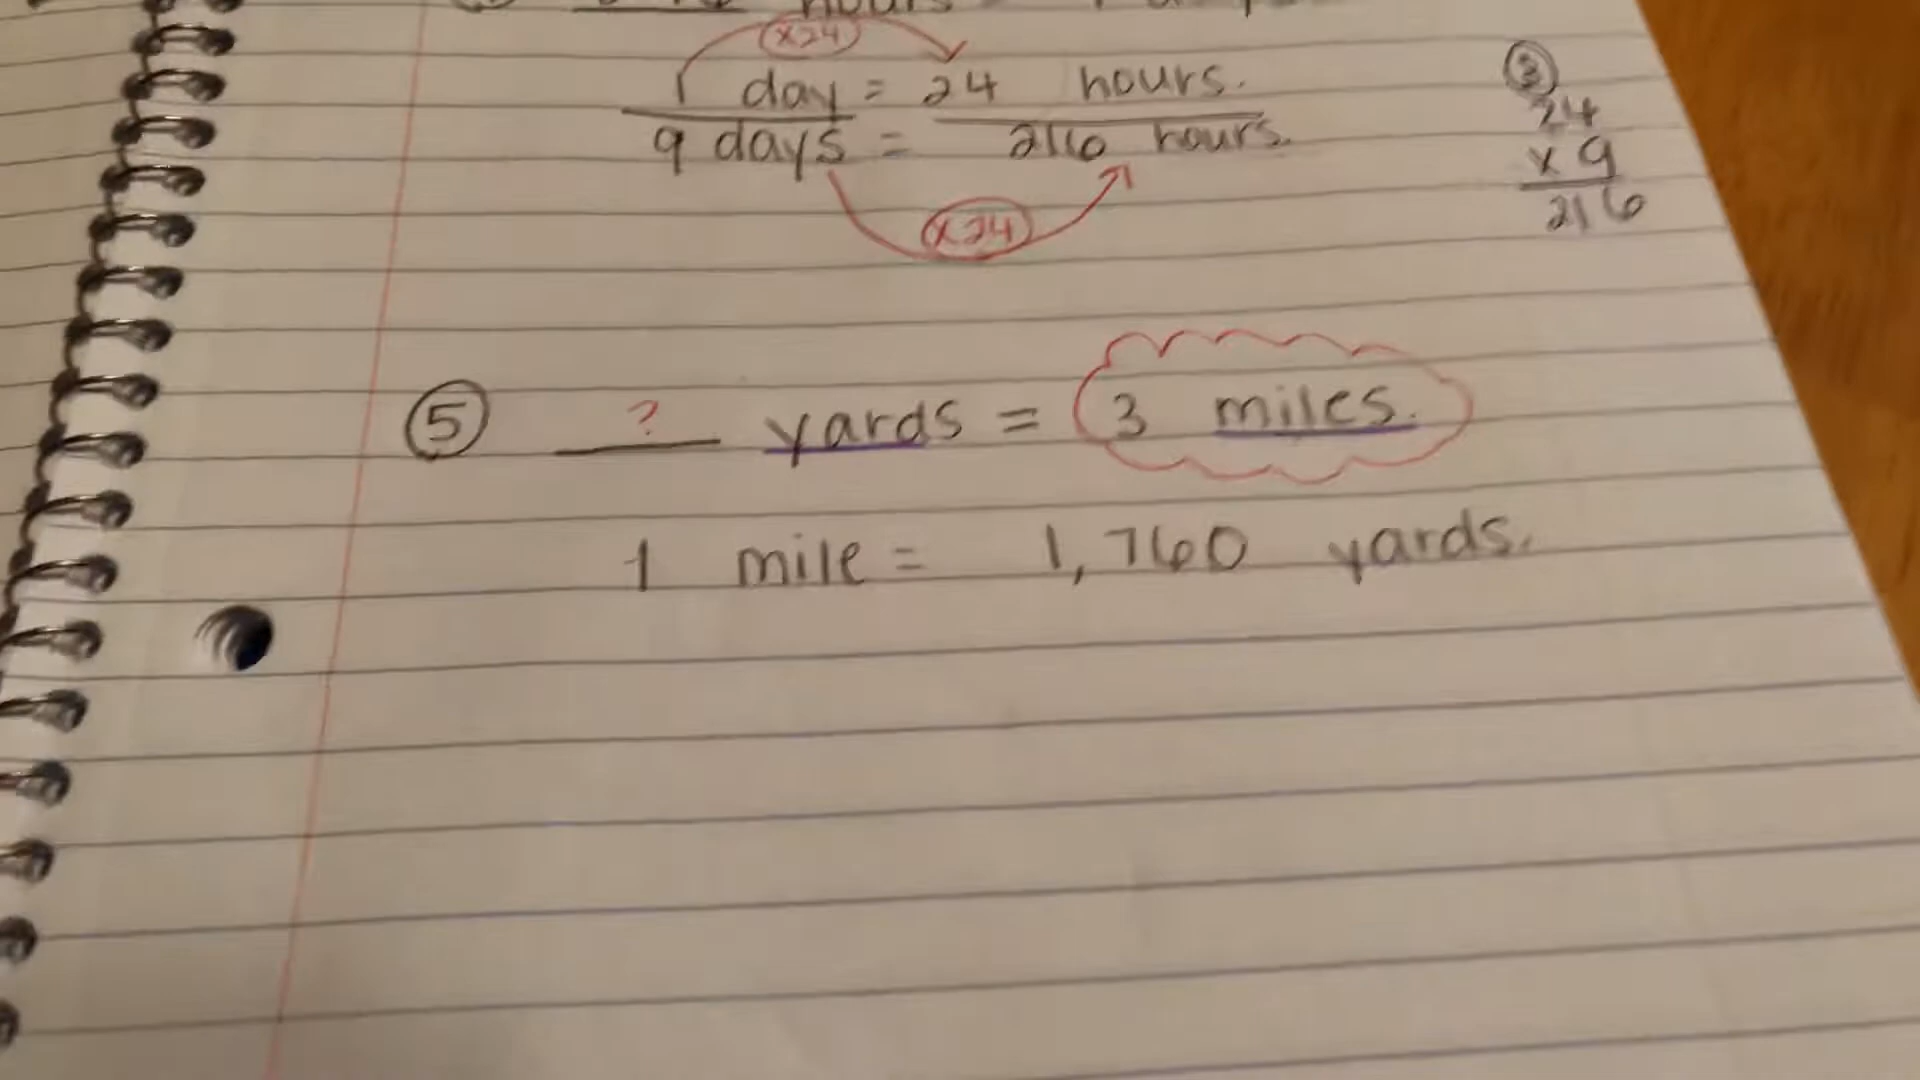 hours
x24
1 day = 24 hours.
9 days = 216 hours.
x24
3
24
x 9
216
5 ? yards = 3 miles.
1 mile = 1,760 yards.